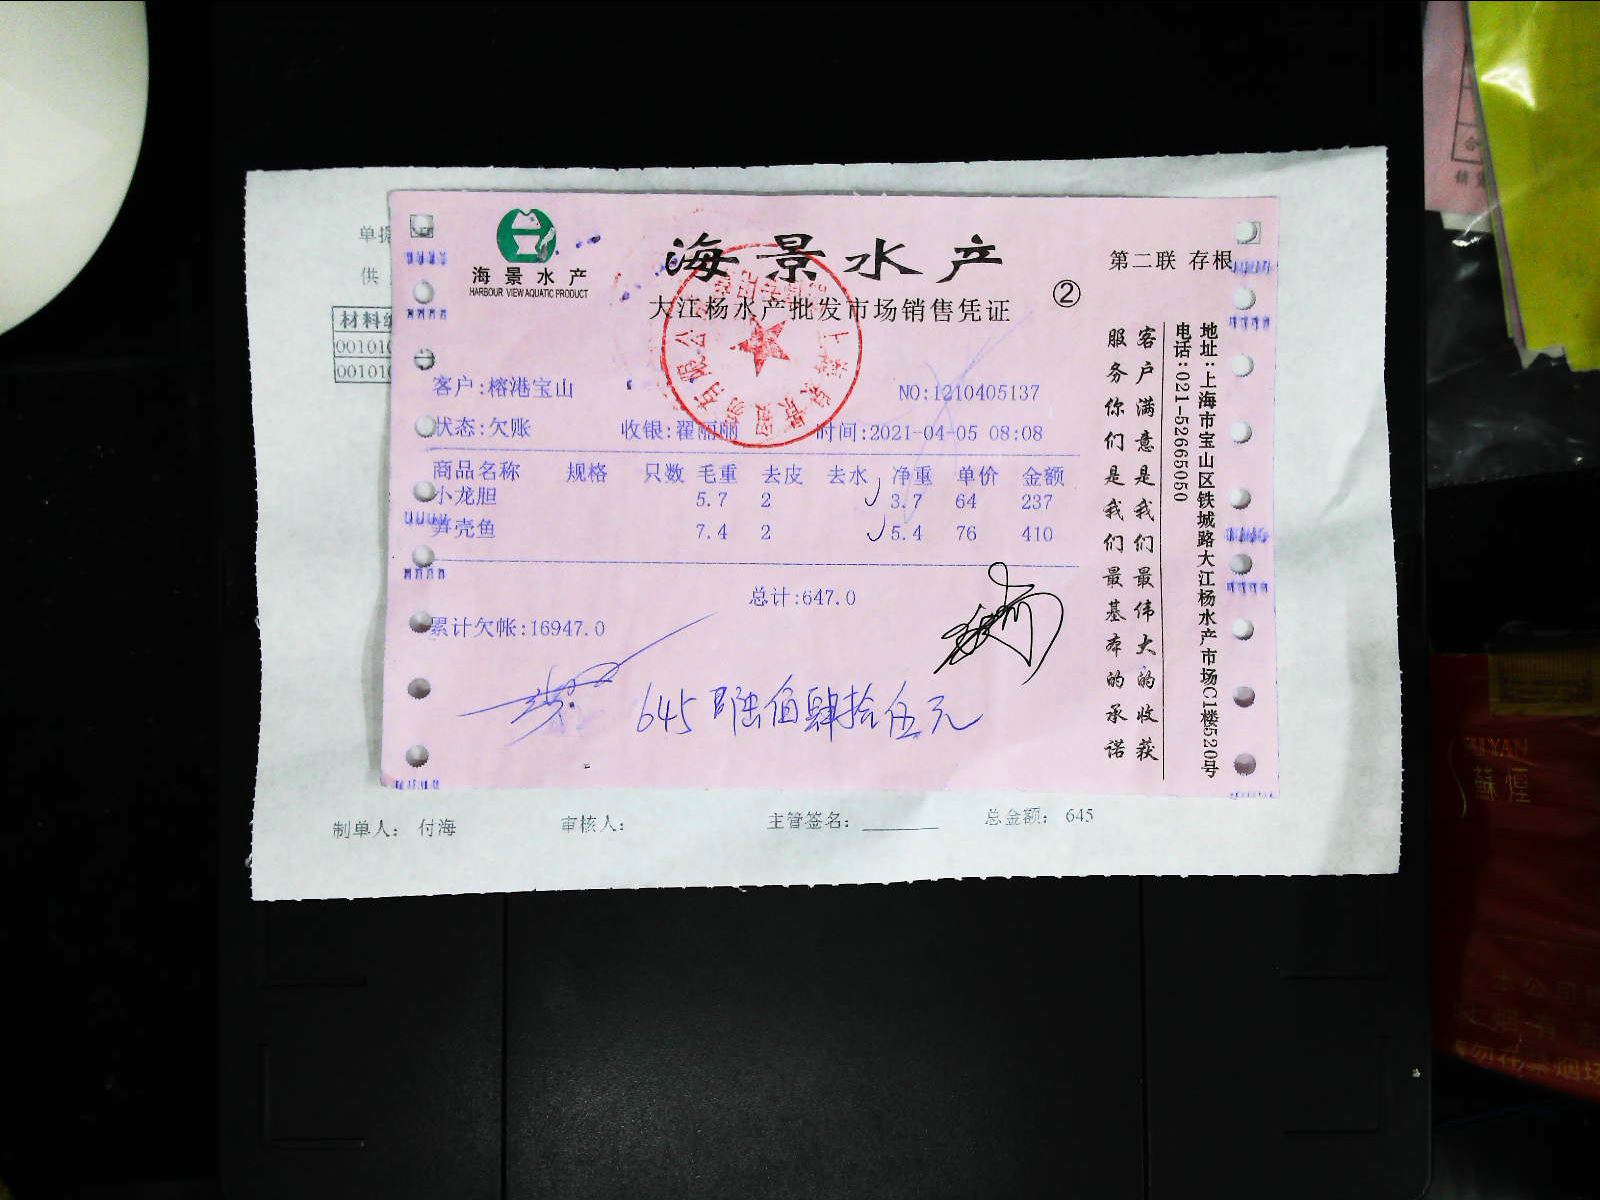 海景水产
HARBOUR VIEW AQUATIC PRODUCT
海景水产
大江杨水产批发市场销售凭证
②
第二联 存根
客户:榕港宝山
NO:1210405137
状态:欠账 收银:翟丽丽 时间:2021-04-05 08:08
商品名称 规格 只数 毛重 去皮 去水 净重 单价 金额
小龙胆 5.7 2 3.7 64 237
笋壳鱼 7.4 2 5.4 76 410
总计:647.0
累计欠帐:16947.0
645 陆佰肆拾伍元
客户满意是我们最伟大的收获
服务你们是我们最基本的承诺
地址:上海市宝山区铁城路大江杨水产市场C1楼520号
电话:021-52665050
单据
供
材料编
001010
001010
制单人: 付海 审核人: 主管签名: 总金额: 645
蘇煙